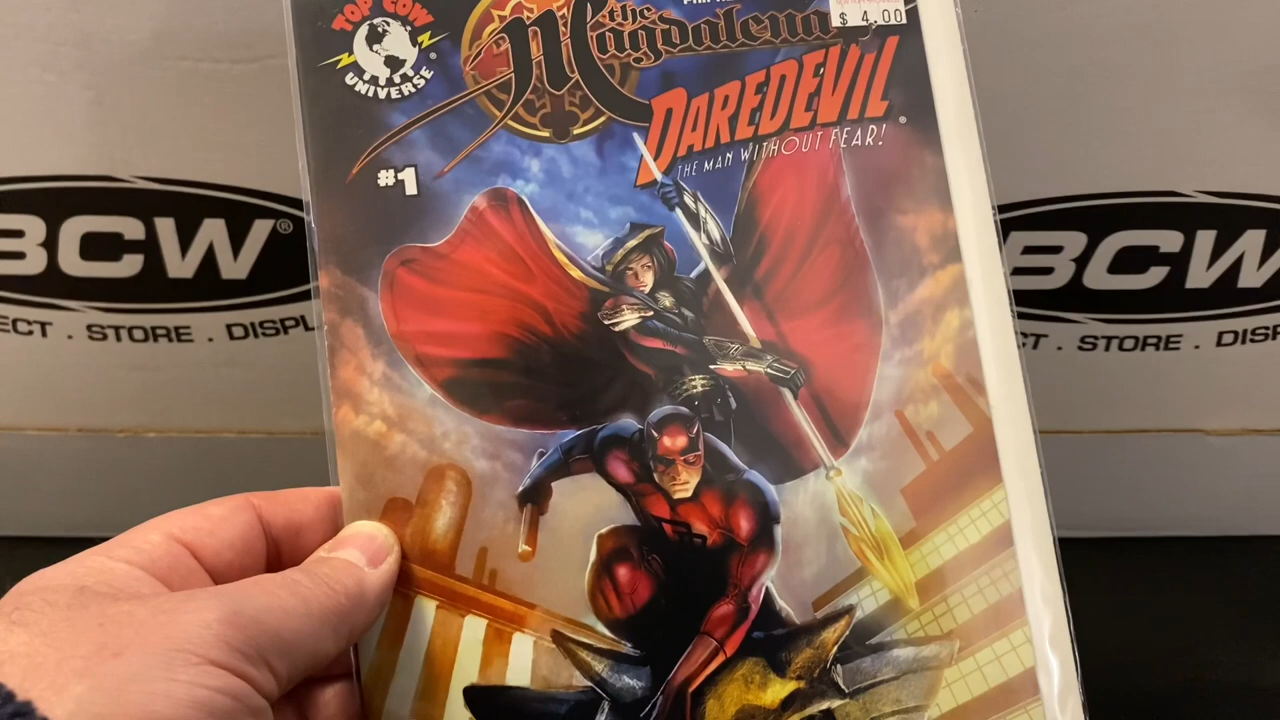 TOP COW
UNIVERSE®
the
Magdalena
$ 4.00
DAREDEVIL®
THE MAN WITHOUT FEAR!
#1
BCW®
ECT . STORE . DISPL
BCW
CT . STORE . DISP